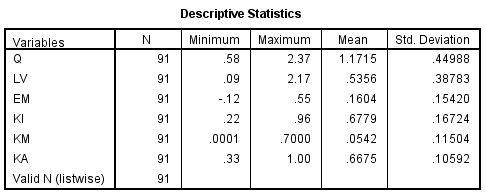 Descriptive Statistics
Variables N Minimum Maximum Mean Std. Deviation
Q 91 .58 2.37 1.1715 .44988
LV 91 .09 2.17 .5356 .38783
EM 91 -.12 .55 .1604 .15420
KI 91 .22 .96 .6779 .16724
KM 91 .0001 .7000 .0542 .11504
KA 91 .33 1.00 .6675 .10592
Valid N (listwise) 91